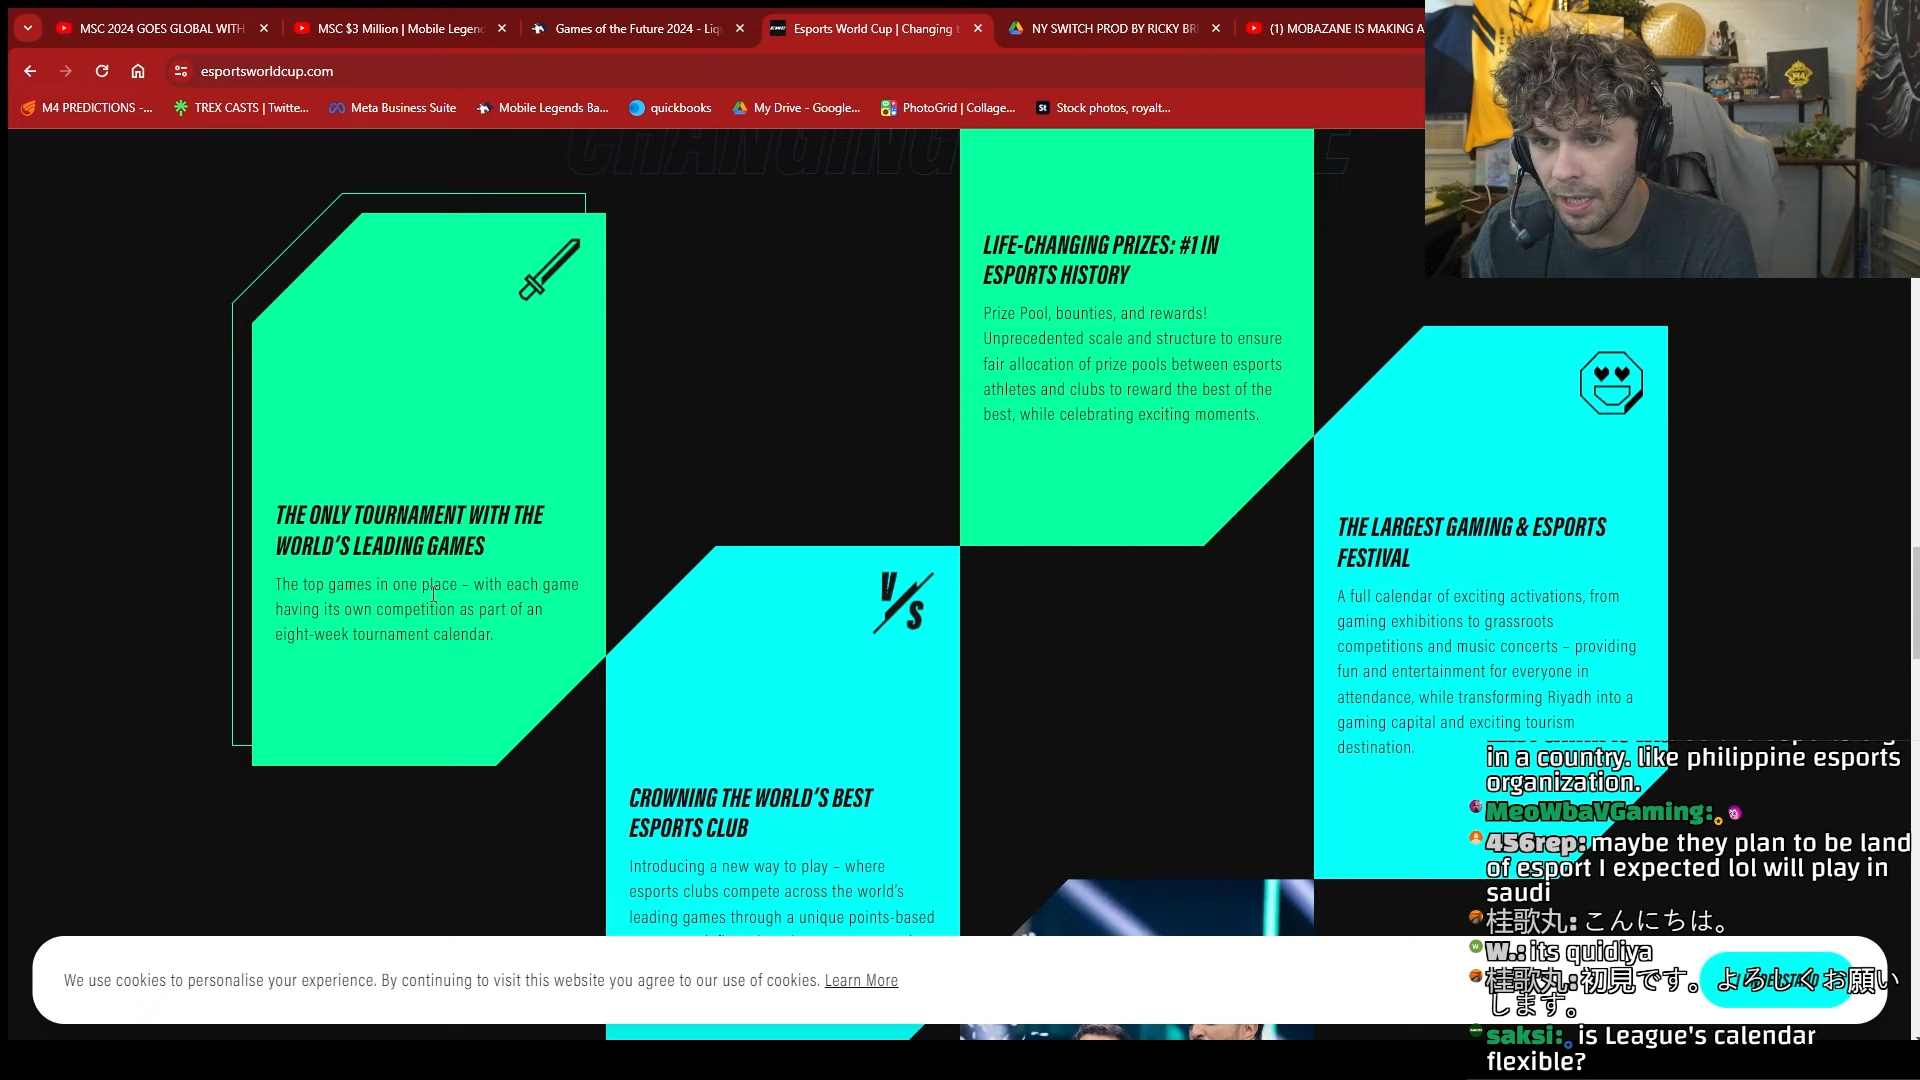 MSC 2024 GOES GLOBAL WITH
MSC $3 Million | Mobile Legend
Games of the Future 2024 - Liq
Esports World Cup | Changing t
NY SWITCH PROD BY RICKY BR
(1) MOBAZANE IS MAKING A
esportsworldcup.com
M4 PREDICTIONS -...
TREX CASTS | Twitte...
Meta Business Suite
Mobile Legends Ba...
quickbooks
My Drive - Google...
PhotoGrid | Collage...
Stock photos, royalt...
CHANGING
LIFE-CHANGING PRIZES: #1 IN
ESPORTS HISTORY
Prize Pool, bounties, and rewards!
Unprecedented scale and structure to ensure
fair allocation of prize pools between esports
athletes and clubs to reward the best of the
best, while celebrating exciting moments.
THE ONLY TOURNAMENT WITH THE
WORLD'S LEADING GAMES
The top games in one place – with each game
having its own competition as part of an
eight-week tournament calendar.
THE LARGEST GAMING & ESPORTS
FESTIVAL
A full calendar of exciting activations, from
gaming exhibitions to grassroots
competitions and music concerts – providing
fun and entertainment for everyone in
attendance, while transforming Riyadh into a
gaming capital and exciting tourism
destination.
V/S
CROWNING THE WORLD'S BEST
ESPORTS CLUB
Introducing a new way to play – where
esports clubs compete across the world's
leading games through a unique points-based
We use cookies to personalise your experience. By continuing to visit this website you agree to our use of cookies. Learn More
in a country. like philippine esports
organization.
MeoWbaVGaming:
456rep: maybe they plan to be land
of esport I expected lol will play in
saudi
桂歌丸: こんにちは。
W.: its quidiya
桂歌丸: 初見です。よろしくお願い
します。
saksi: is League's calendar
flexible?